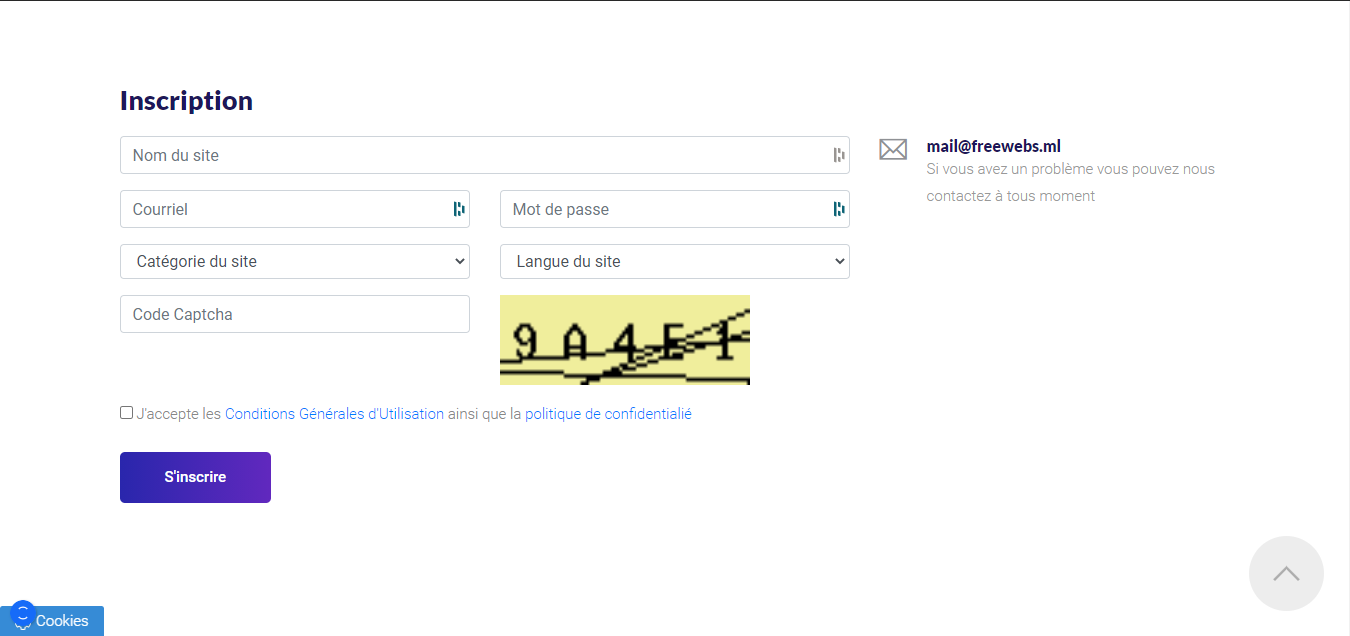 Inscription
Nom du site
mail@freewebs.ml
Si vous avez un problème vous pouvez nous
contactez à tous moment
Courriel
Mot de passe
Catégorie du site
Langue du site
Code Captcha
J'accepte les Conditions Générales d'Utilisation ainsi que la politique de confidentialié
S'inscrire
Cookies